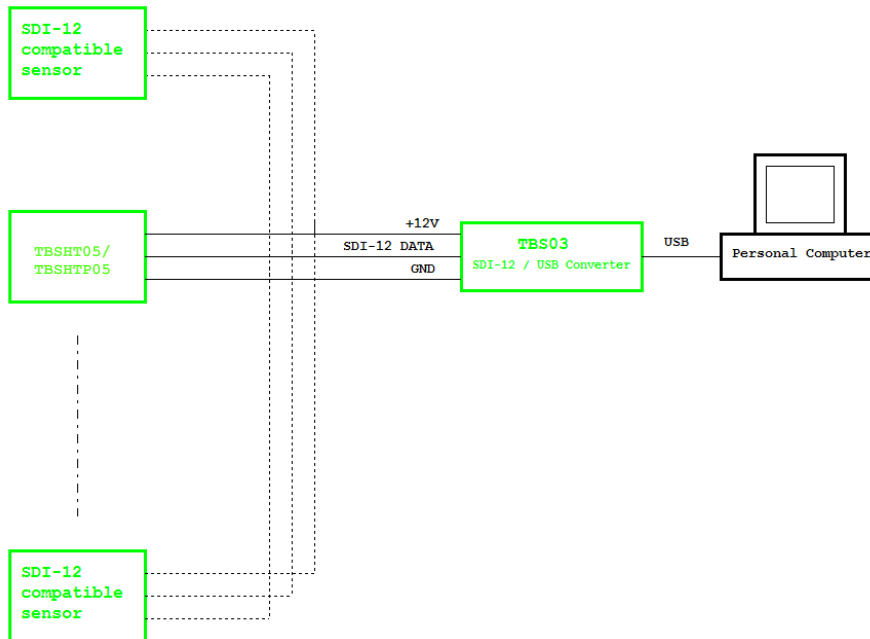 SDI-12
compatible
sensor
+12V
TBSHT05/
TBSHTP05
SDI-12 DATA
GND
TBS03
SDI-12 / USB Converter
USB
Personal Computer
SDI-12
compatible
sensor